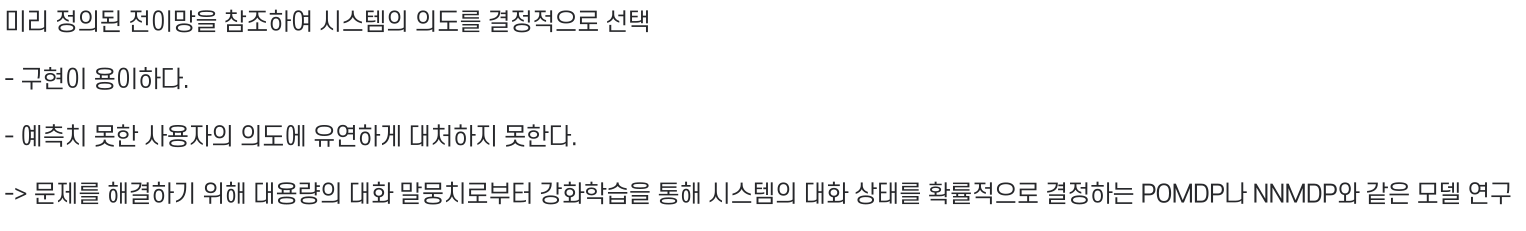 미리 정의된 전이망을 참조하여 시스템의 의도를 결정적으로 선택
- 구현이 용이하다.
- 예측치 못한 사용자의 의도에 유연하게 대처하지 못한다.
-> 문제를 해결하기 위해 대용량의 대화 말뭉치로부터 강화학습을 통해 시스템의 대화 상태를 확률적으로 결정하는 POMDP나 NNMDP와 같은 모델 연구